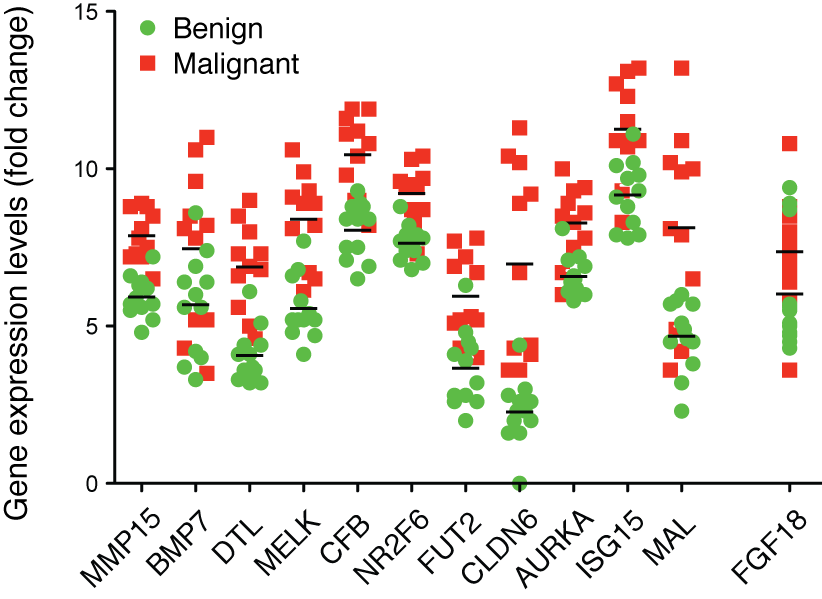 Gene expression levels (fold change)
15
10
5
0
Benign
Malignant
MMP15
BMP7
DTL
MELK
CFB
NR2F6
FUT2
CLDN6
AURKA
ISG15
MAL
FGF18